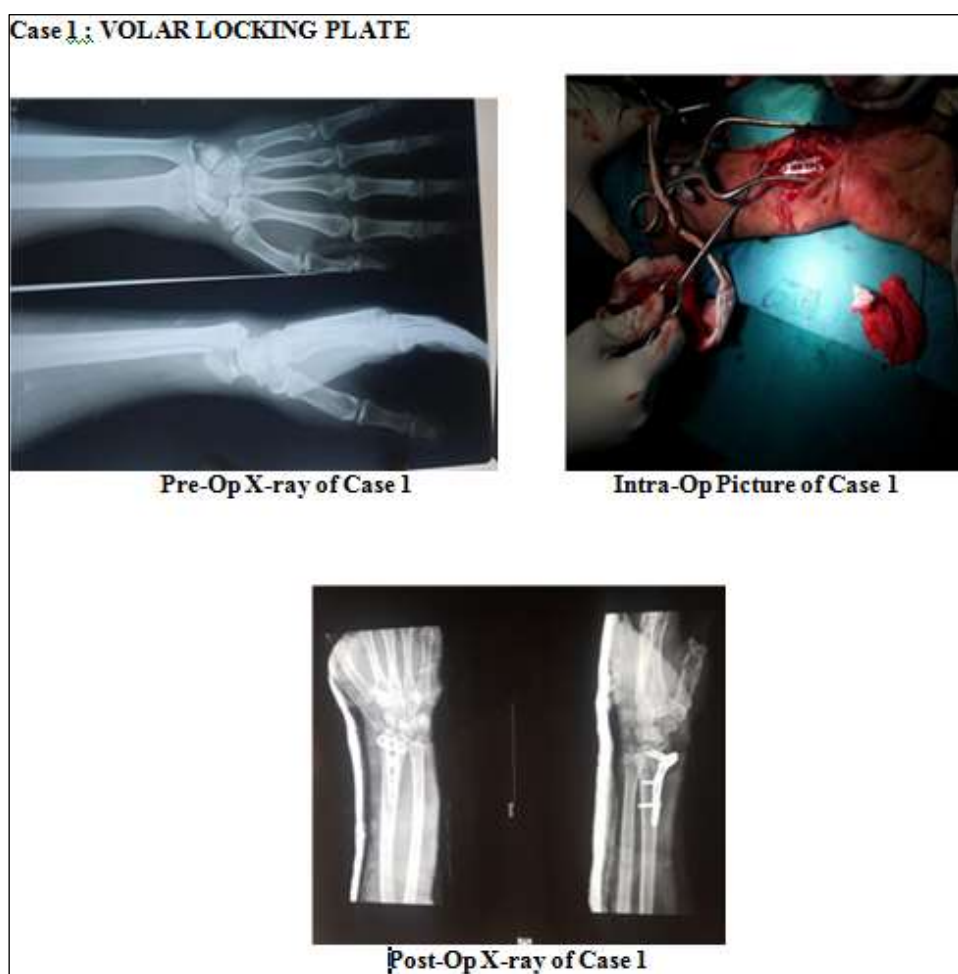 Case 1 : VOLAR LOCKING PLATE
Pre-Op X-ray of Case 1
Intra-Op Picture of Case 1
Post-Op X-ray of Case 1